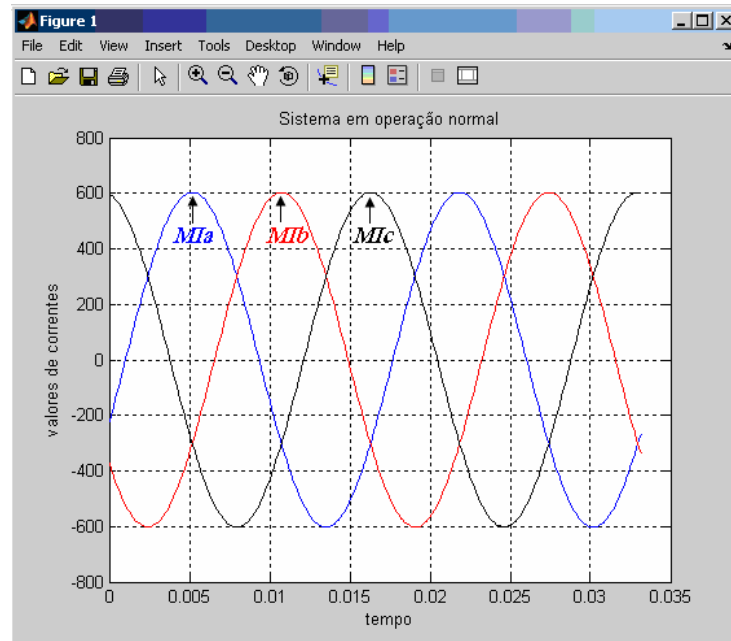 Figure 1
File Edit View Insert Tools Desktop Window Help
Sistema em operação normal
800
600
400
200
0
-200
-400
-600
-800
valores de correntes
MIa MIb MIc
0 0.005 0.01 0.015 0.02 0.025 0.03 0.035
tempo